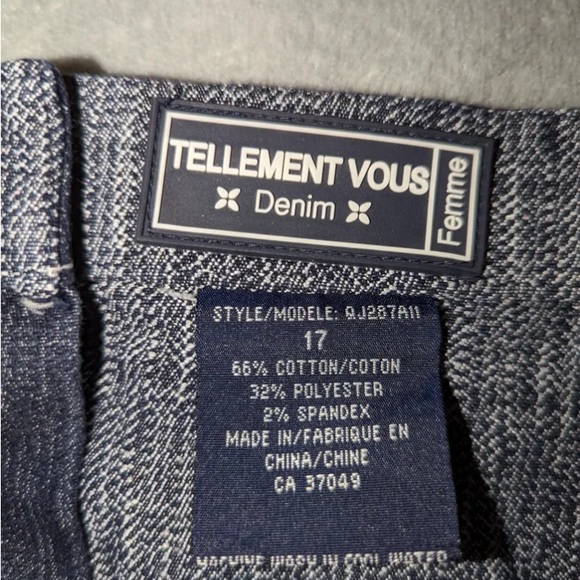 TELLEMENT VOUS
Denim
Femme
STYLE/MODELE: QJ287A11
17
66% COTTON/COTON
32% POLYESTER
2% SPANDEX
MADE IN/FABRIQUE EN
CHINA/CHINE
CA 37049
MACHINE WASH IN COOL WATER